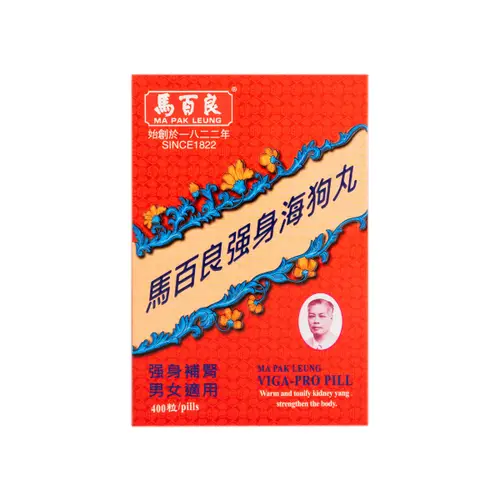 馬百良®
MA PAK LEUNG
始創於一八二二年
SINCE1822
馬百良强身海狗丸
强身補腎
男女適用
400粒/pills
MA PAK LEUNG
VIGA-PRO PILL
Warm and tonify kidney yang .
strengthen the body.